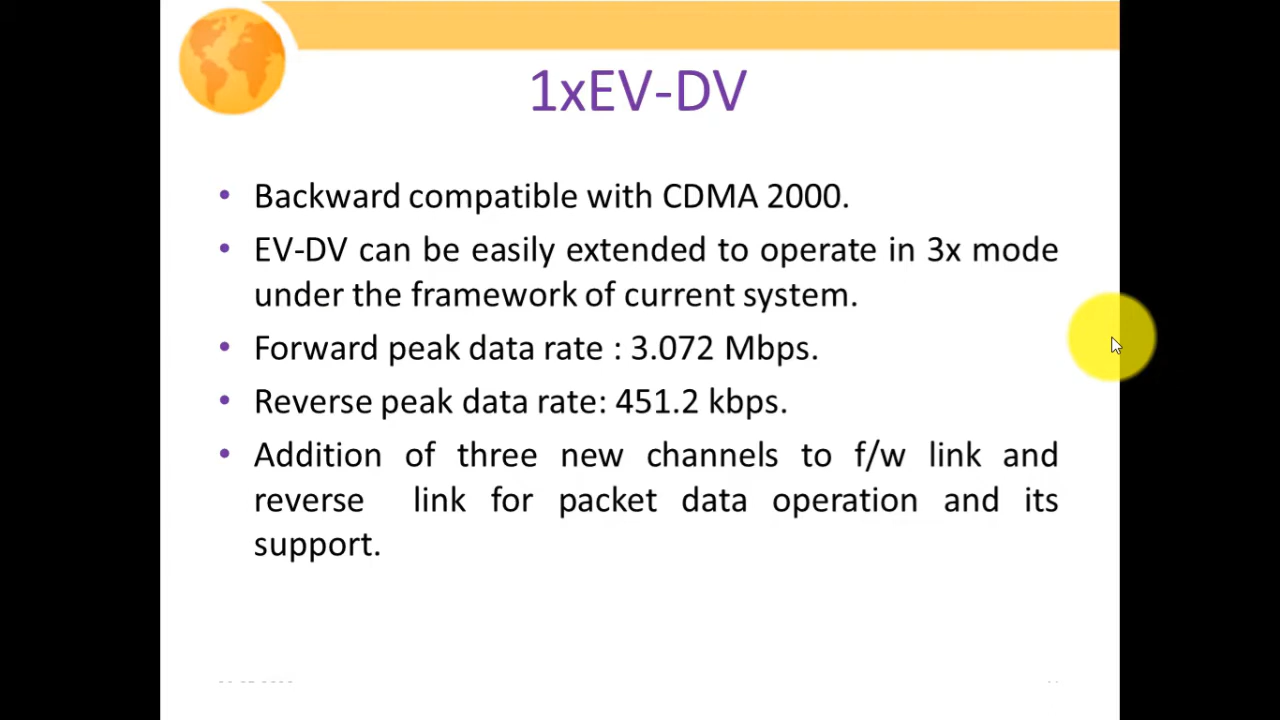 1xEV-DV
• Backward compatible with CDMA 2000.
• EV-DV can be easily extended to operate in 3x mode
under the framework of current system.
• Forward peak data rate : 3.072 Mbps.
• Reverse peak data rate: 451.2 kbps.
• Addition of three new channels to f/w link and
reverse link for packet data operation and its
support.